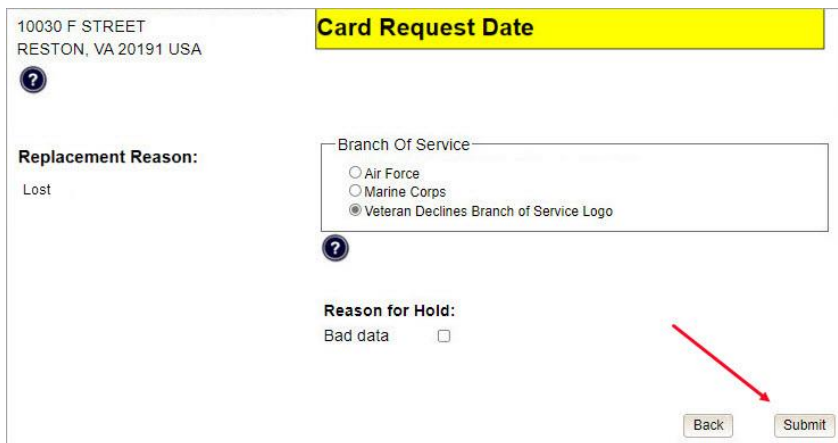 10030 F STREET
RESTON, VA 20191 USA
?
Card Request Date
Replacement Reason:
Lost
Branch Of Service
Air Force
Marine Corps
Veteran Declines Branch of Service Logo
?
Reason for Hold:
Bad data
Back
Submit